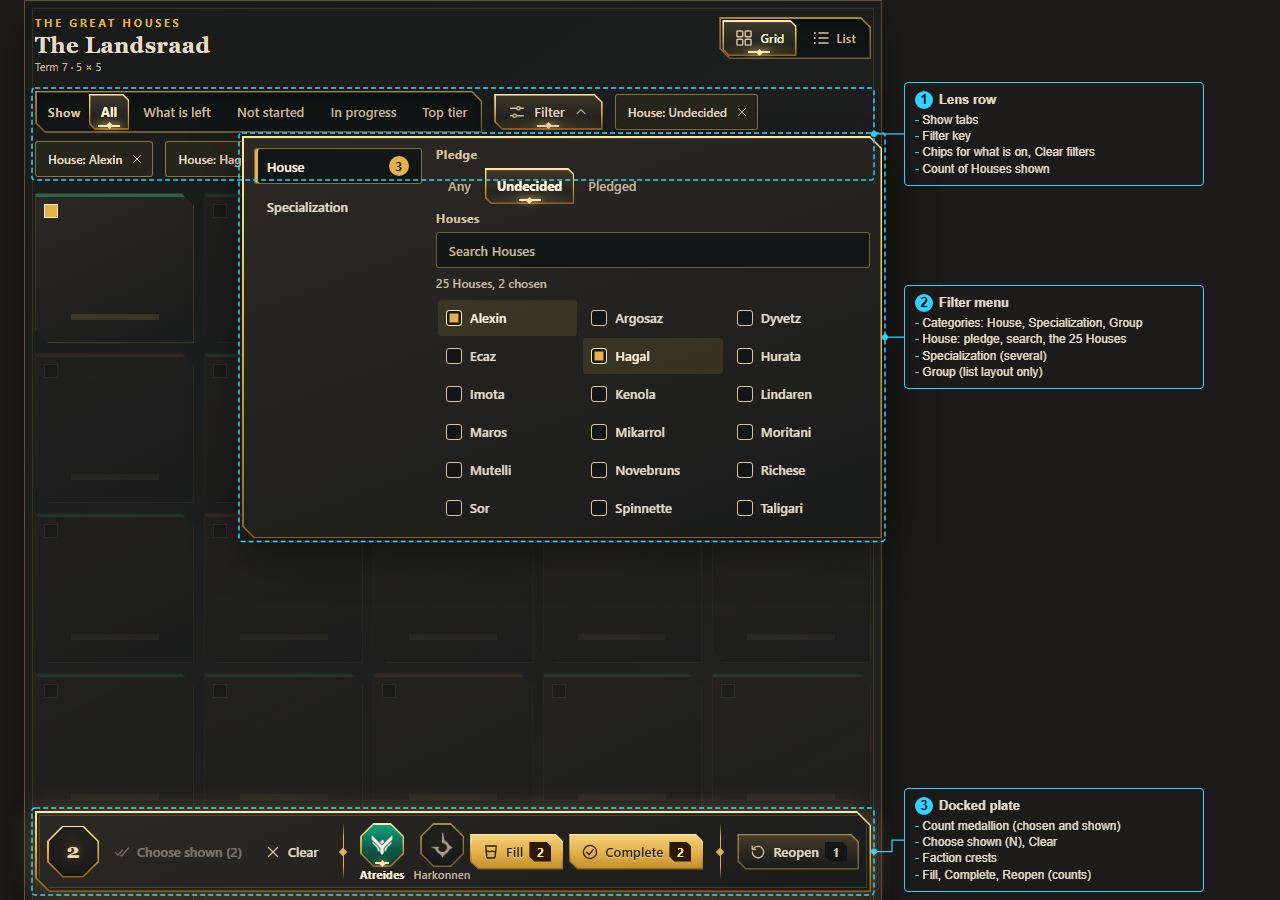 THE GREAT HOUSES
The Landsraad
Term 7 · 5 × 5
Grid
List
Show All What is left Not started In progress Top tier
Filter
House: Undecided
House: Alexin
House: Hag
House 3
Specialization
Pledge
Any Undecided Pledged
Houses
Search Houses
25 Houses, 2 chosen
Alexin Argosaz Dyvetz
Ecaz Hagal Hurata
Imota Kenola Lindaren
Maros Mikarrol Moritani
Mutelli Novebruns Richese
Sor Spinnette Taligari
2
Choose shown (2)
Clear
Atreides
Harkonnen
Fill 2
Complete 2
Reopen 1
1 Lens row
- Show tabs
- Filter key
- Chips for what is on, Clear filters
- Count of Houses shown
2 Filter menu
- Categories: House, Specialization, Group
- House: pledge, search, the 25 Houses
- Specialization (several)
- Group (list layout only)
3 Docked plate
- Count medallion (chosen and shown)
- Choose shown (N), Clear
- Faction crests
- Fill, Complete, Reopen (counts)